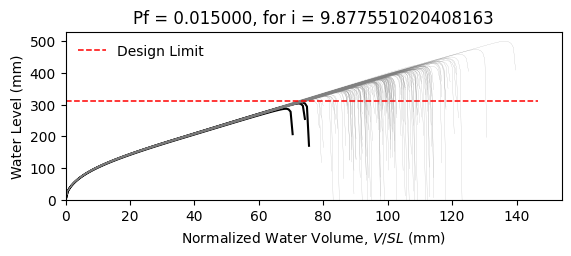 Pf = 0.015000, for i = 9.877551020408163
Design Limit
Water Level (mm)
500
400
300
200
100
0
0 20 40 60 80 100 120 140
Normalized Water Volume, V/SL (mm)